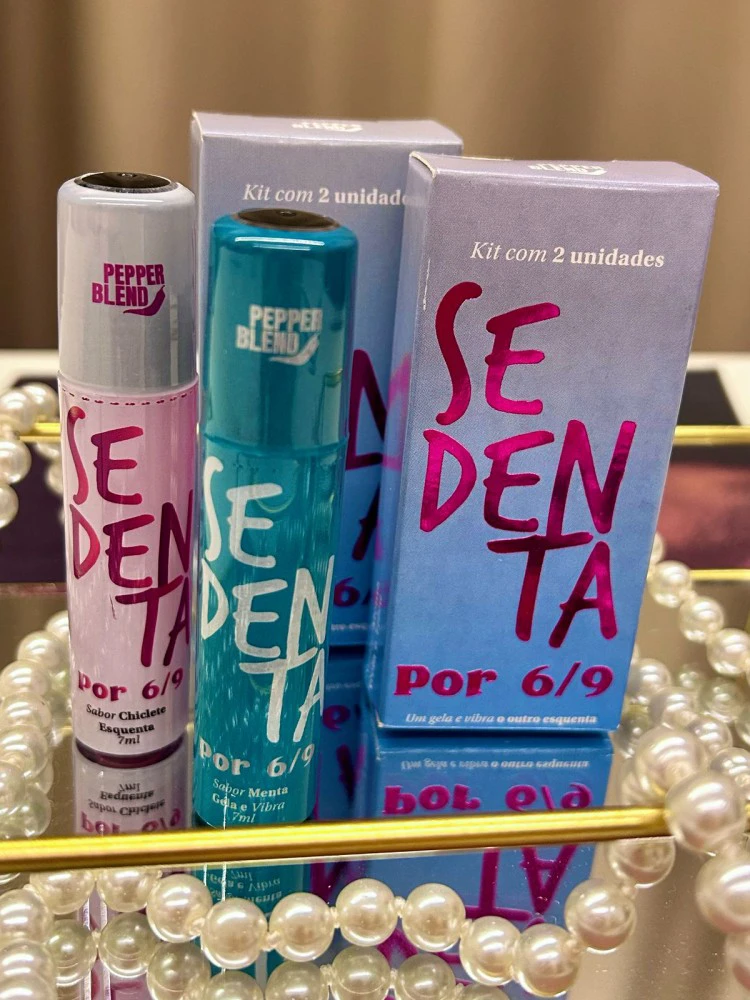 PEPPER
BLEND
SE
DEN
TA
Por 6/9
Sabor Chiclete
Esquenta
7ml
PEPPER
BLEND
SE
DEN
TA
Por 6/9
Sabor Menta
Gela e Vibra
7ml
Kit com 2 unidade
Kit com 2 unidades
SE
DEN
TA
Por 6/9
Um gela e vibra o outro esquenta